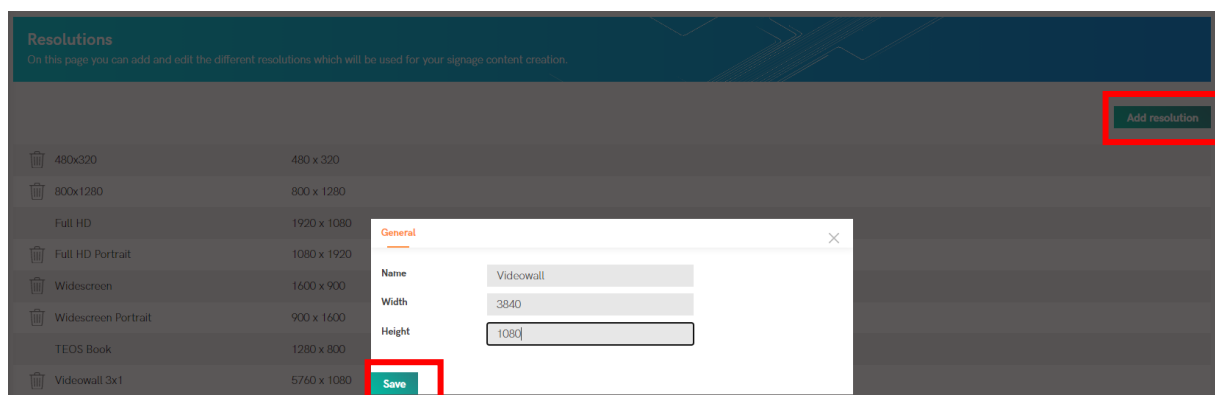 Resolutions
On this page you can add and edit the different resolutions which will be used for your signage content creation.
Add resolution
480x320 480 x 320
800x1280 800 x 1280
Full HD 1920 x 1080
Full HD Portrait 1080 x 1920
Widescreen 1600 x 900
Widescreen Portrait 900 x 1600
TEOS Book 1280 x 800
Videowall 3x1 5760 x 1080
General
Name Videowall
Width 3840
Height 1080
Save